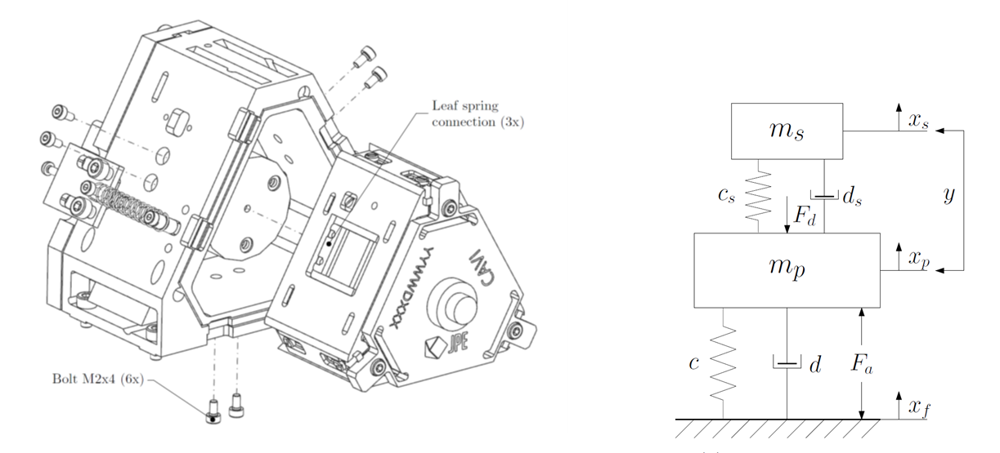 Leaf spring
connection (3x)
CAVI
YYWWDXXX
JPE
Bolt M2x4 (6x)
m_s
x_s
c_s
d_s
y
F_d
m_p
x_p
c
d
F_a
x_f